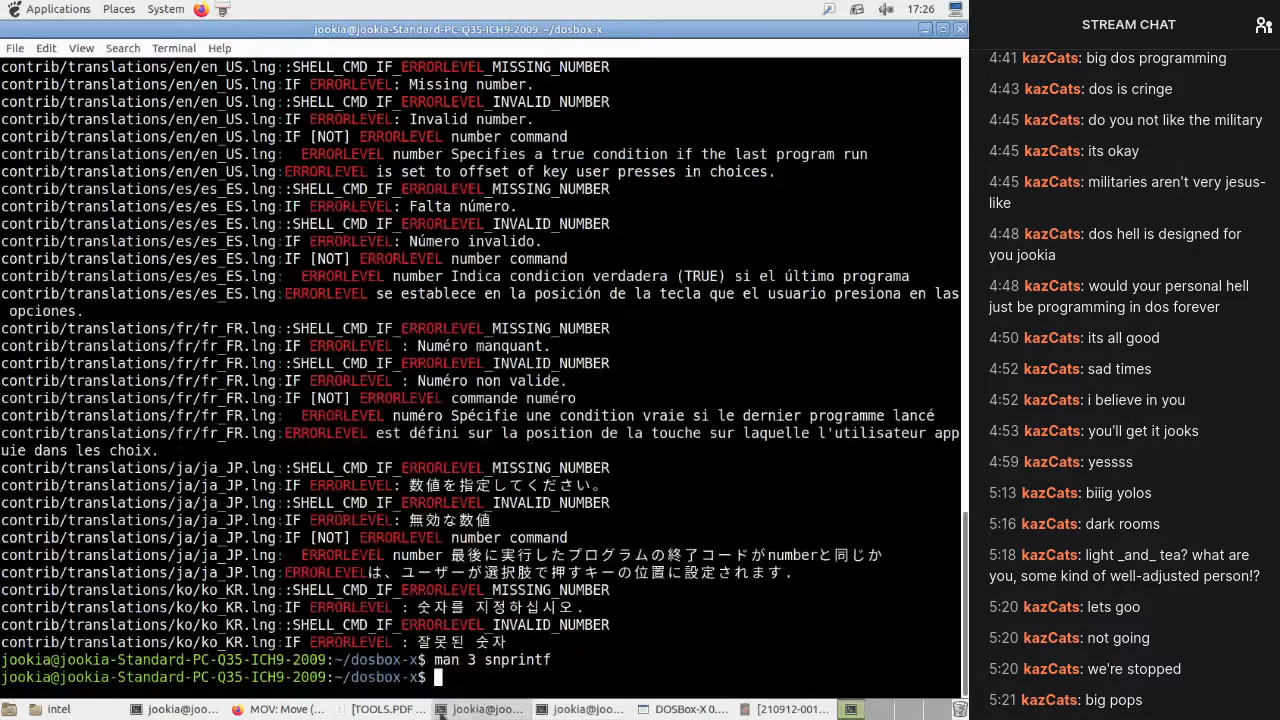 Applications Places System 17:26
jookia@jookia-Standard-PC-Q35-ICH9-2009: ~/dosbox-x
File Edit View Search Terminal Help
contrib/translations/en/en_US.lng::SHELL_CMD_IF_ERRORLEVEL_MISSING_NUMBER
contrib/translations/en/en_US.lng:IF ERRORLEVEL: Missing number.
contrib/translations/en/en_US.lng::SHELL_CMD_IF_ERRORLEVEL_INVALID_NUMBER
contrib/translations/en/en_US.lng:IF ERRORLEVEL: Invalid number.
contrib/translations/en/en_US.lng:IF [NOT] ERRORLEVEL number command
contrib/translations/en/en_US.lng:  ERRORLEVEL number Specifies a true condition if the last program run
contrib/translations/en/en_US.lng:ERRORLEVEL is set to offset of key user presses in choices.
contrib/translations/es/es_ES.lng::SHELL_CMD_IF_ERRORLEVEL_MISSING_NUMBER
contrib/translations/es/es_ES.lng:IF ERRORLEVEL: Falta número.
contrib/translations/es/es_ES.lng::SHELL_CMD_IF_ERRORLEVEL_INVALID_NUMBER
contrib/translations/es/es_ES.lng:IF ERRORLEVEL: Número invalido.
contrib/translations/es/es_ES.lng:IF [NOT] ERRORLEVEL number command
contrib/translations/es/es_ES.lng:  ERRORLEVEL number Indica condicion verdadera (TRUE) si el último programa
contrib/translations/es/es_ES.lng:ERRORLEVEL se establece en la posición de la tecla que el usuario presiona en las
opciones.
contrib/translations/fr/fr_FR.lng::SHELL_CMD_IF_ERRORLEVEL_MISSING_NUMBER
contrib/translations/fr/fr_FR.lng:IF ERRORLEVEL : Numéro manquant.
contrib/translations/fr/fr_FR.lng::SHELL_CMD_IF_ERRORLEVEL_INVALID_NUMBER
contrib/translations/fr/fr_FR.lng:IF ERRORLEVEL : Numéro non valide.
contrib/translations/fr/fr_FR.lng:IF [NOT] ERRORLEVEL commande numéro
contrib/translations/fr/fr_FR.lng:  ERRORLEVEL numéro Spécifie une condition vraie si le dernier programme lancé
contrib/translations/fr/fr_FR.lng:ERRORLEVEL est défini sur la position de la touche sur laquelle l'utilisateur app
uie dans les choix.
contrib/translations/ja/ja_JP.lng::SHELL_CMD_IF_ERRORLEVEL_MISSING_NUMBER
contrib/translations/ja/ja_JP.lng:IF ERRORLEVEL: 数値を指定してください。
contrib/translations/ja/ja_JP.lng::SHELL_CMD_IF_ERRORLEVEL_INVALID_NUMBER
contrib/translations/ja/ja_JP.lng:IF ERRORLEVEL: 無効な数値
contrib/translations/ja/ja_JP.lng:IF [NOT] ERRORLEVEL number command
contrib/translations/ja/ja_JP.lng:  ERRORLEVEL number 最後に実行したプログラムの終了コードがnumberと同じか
contrib/translations/ja/ja_JP.lng:ERRORLEVELは、ユーザーが選択肢で押すキーの位置に設定されます.
contrib/translations/ko/ko_KR.lng::SHELL_CMD_IF_ERRORLEVEL_MISSING_NUMBER
contrib/translations/ko/ko_KR.lng:IF ERRORLEVEL : 숫자를 지정하십시오.
contrib/translations/ko/ko_KR.lng::SHELL_CMD_IF_ERRORLEVEL_INVALID_NUMBER
contrib/translations/ko/ko_KR.lng:IF ERRORLEVEL : 잘못된 숫자
jookia@jookia-Standard-PC-Q35-ICH9-2009:~/dosbox-x$ man 3 snprintf
jookia@jookia-Standard-PC-Q35-ICH9-2009:~/dosbox-x$
intel jookia@joo... MOV: Move (... [TOOLS.PDF ... jookia@joo... jookia@joo... DOSBox-X 0.... [210912-001...
STREAM CHAT
4:41 kazCats: big dos programming
4:43 kazCats: dos is cringe
4:45 kazCats: do you not like the military
4:45 kazCats: its okay
4:45 kazCats: militaries aren't very jesus-
like
4:48 kazCats: dos hell is designed for
you jookia
4:48 kazCats: would your personal hell
just be programming in dos forever
4:50 kazCats: its all good
4:52 kazCats: sad times
4:52 kazCats: i believe in you
4:53 kazCats: you'll get it jooks
4:59 kazCats: yessss
5:13 kazCats: biiig yolos
5:16 kazCats: dark rooms
5:18 kazCats: light _and_ tea? what are
you, some kind of well-adjusted person!?
5:20 kazCats: lets goo
5:20 kazCats: not going
5:20 kazCats: we're stopped
5:21 kazCats: big pops